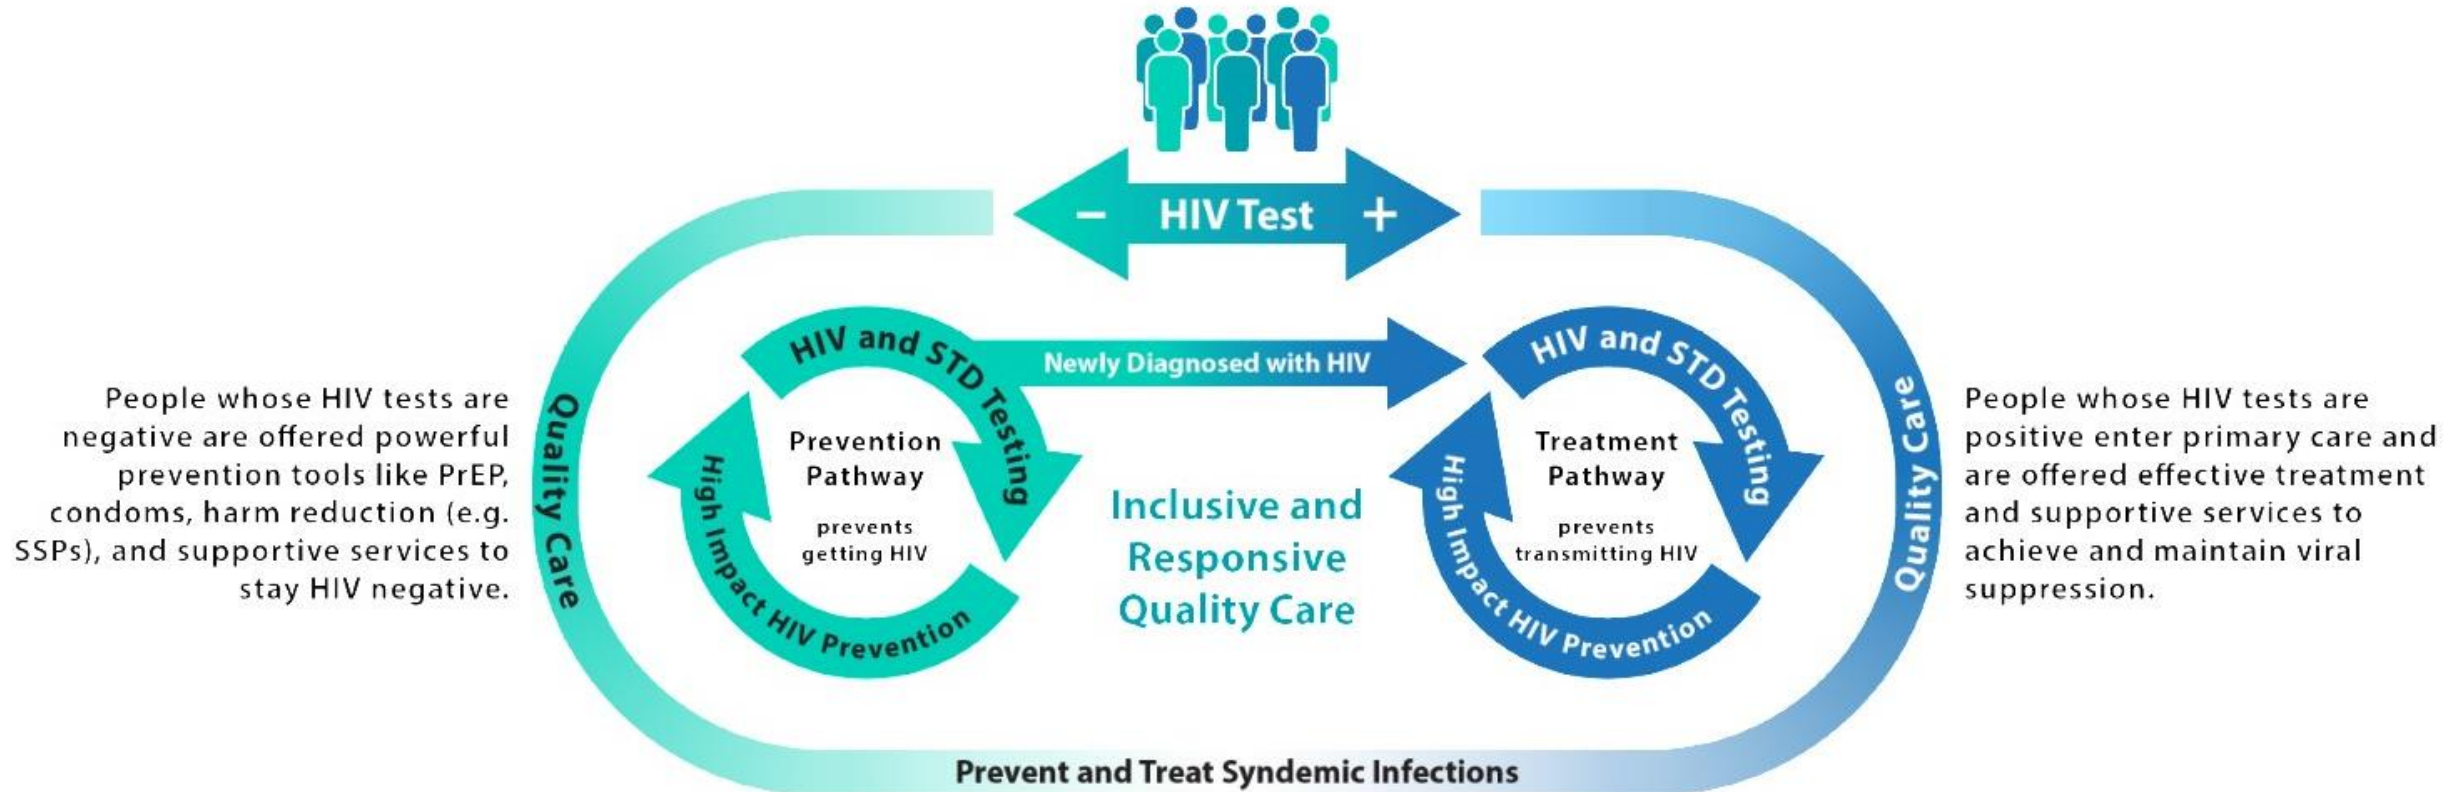 − HIV Test +
Newly Diagnosed with HIV
People whose HIV tests are
negative are offered powerful
prevention tools like PrEP,
condoms, harm reduction (e.g.
SSPs), and supportive services to
stay HIV negative.
Quality Care
HIV and STD Testing
High Impact HIV Prevention
Prevention
Pathway
prevents
getting HIV
Inclusive and
Responsive
Quality Care
HIV and STD Testing
High Impact HIV Prevention
Treatment
Pathway
prevents
transmitting HIV
Quality Care
People whose HIV tests are
positive enter primary care and
are offered effective treatment
and supportive services to
achieve and maintain viral
suppression.
Prevent and Treat Syndemic Infections